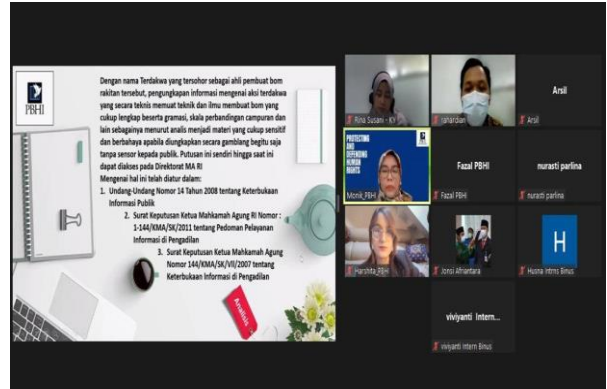 PBHI
Dengan nama Terdakwa yang tersohor sebagai ahli pembuat bom
rakitan tersebut, pengungkapan informasi mengenai aksi terdakwa
yang secara teknis memuat teknik dan ilmu membuat bom yang
cukup lengkap beserta gramasi, skala perbandingan campuran dan
lain sebagainya menurut analis menjadi materi yang cukup sensitif
dan berbahaya apabila diungkapkan secara gamblang begitu saja
tanpa sensor kepada publik. Putusan ini sendiri hingga saat ini
dapat diakses pada Direktorat MA RI
Mengenai hal ini telah diatur dalam:
1. Undang-Undang Nomor 14 Tahun 2008 tentang Keterbukaan
Informasi Publik
2. Surat Keputusan Ketua Mahkamah Agung RI Nomor :
1-144/KMA/SK/2011 tentang Pedoman Pelayanan
Informasi di Pengadilan
3. Surat Keputusan Ketua Mahkamah Agung
Nomor 144/KMA/SK/VII/2007 tentang
Keterbukaan Informasi di Pengadilan
Analisis
Rina Susani - KY
rahardian
Arsil
Arsil
PROTECTING
AND
DEFENDING
HUMAN
RIGHTS
Monik_PBHI
Fazal PBHI
Fazal PBHI
nurasti parlina
nurasti parlina
Harshita_PBHI
Jonsi Afriantara
H
Husna Intrns Binus
viviyanti Intern...
viviyanti Intern Binus